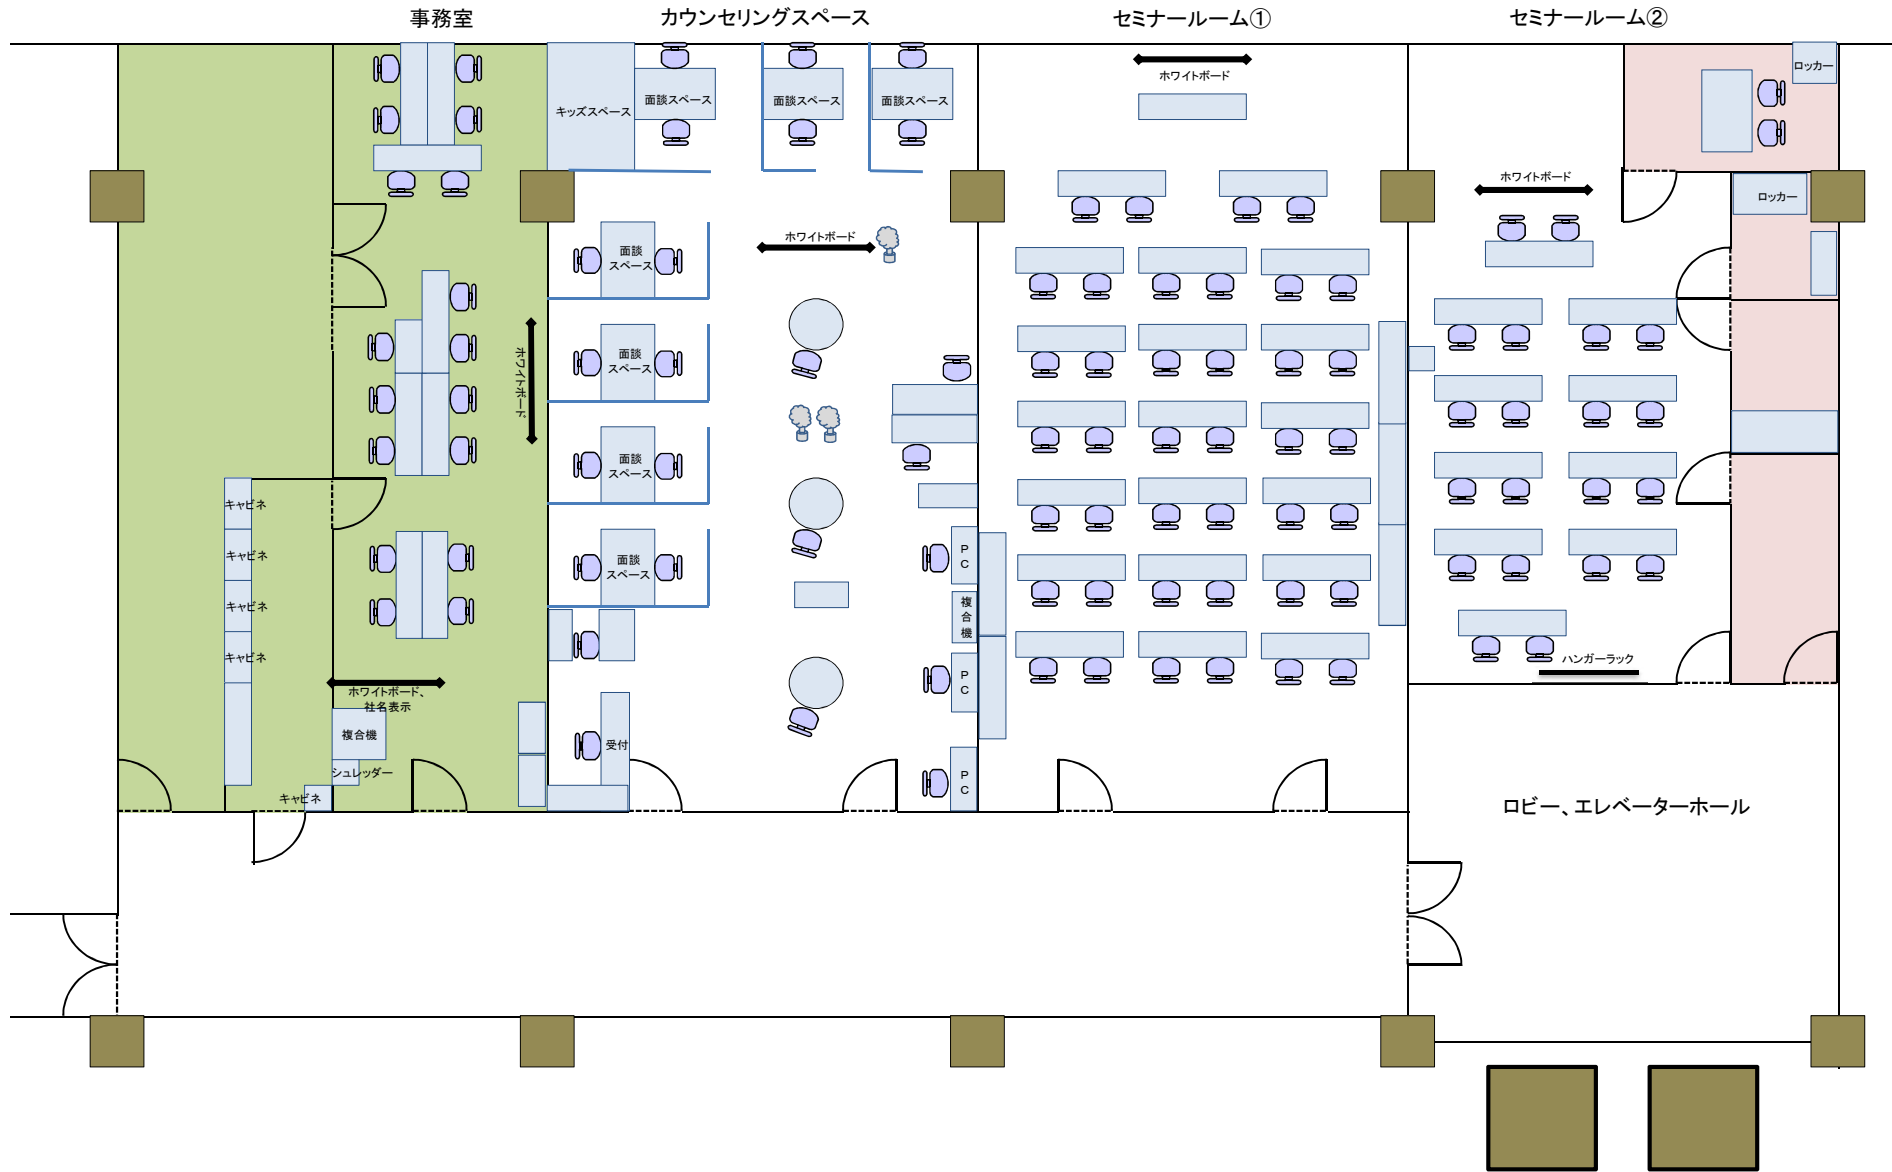 事務室
カウンセリングスペース
セミナールーム①
セミナールーム②
ホワイトボード
ロッカー
キッズスペース
面談スペース
面談スペース
面談スペース
ホワイトボード
ロッカー
ホワイトボード
面談
スペース
ホワイトボード
面談
スペース
面談
スペース
面談
スペース
キャビネ
キャビネ
キャビネ
キャビネ
PC
複合機
PC
PC
ハンガーラック
ホワイトボード、
社名表示
複合機
シュレッダー
キャビネ
受付
ロビー、エレベーターホール